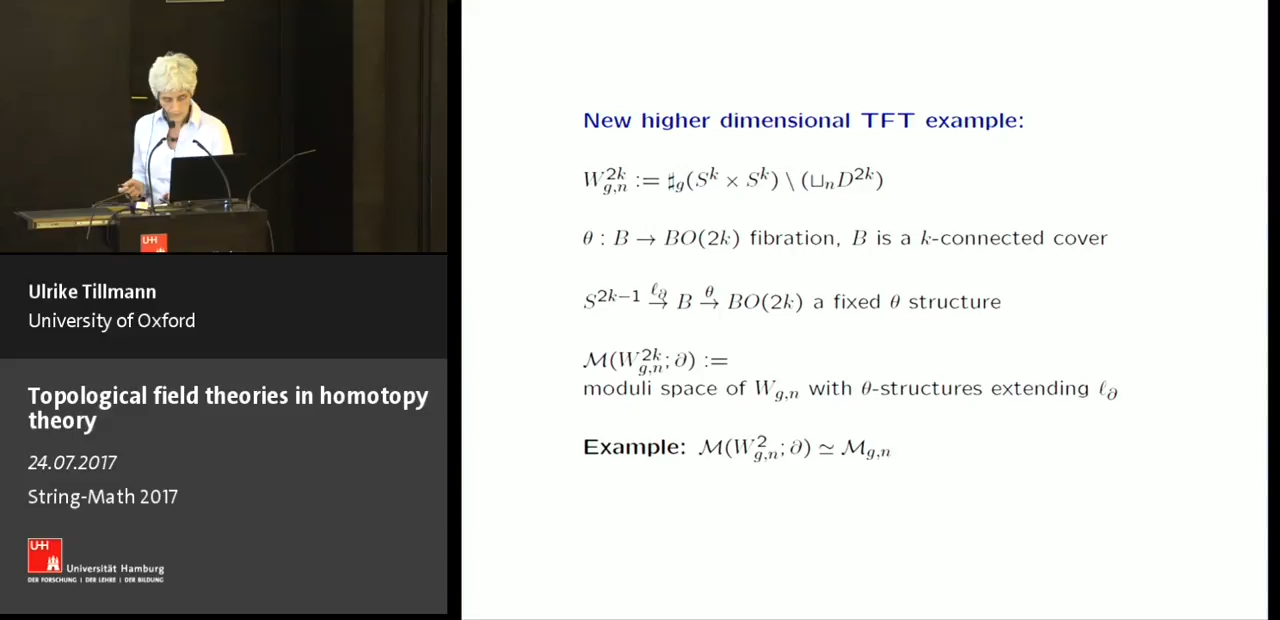 Ulrike Tillmann
University of Oxford
Topological field theories in homotopy
theory
24.07.2017
String-Math 2017
UH
Universität Hamburg
DER FORSCHUNG | DER LEHRE | DER BILDUNG
UH
New higher dimensional TFT example:
W^{2k}_{g,n} := ♯_g(S^k × S^k) \ (⊔_n D^{2k})
θ : B → BO(2k) fibration, B is a k-connected cover
S^{2k−1} \overset{ℓ_∂}{→} B \overset{θ}{→} BO(2k) a fixed θ structure
ℳ(W^{2k}_{g,n}; ∂) :=
moduli space of W_{g,n} with θ-structures extending ℓ_∂
Example: ℳ(W^2_{g,n}; ∂) ≃ ℳ_{g,n}